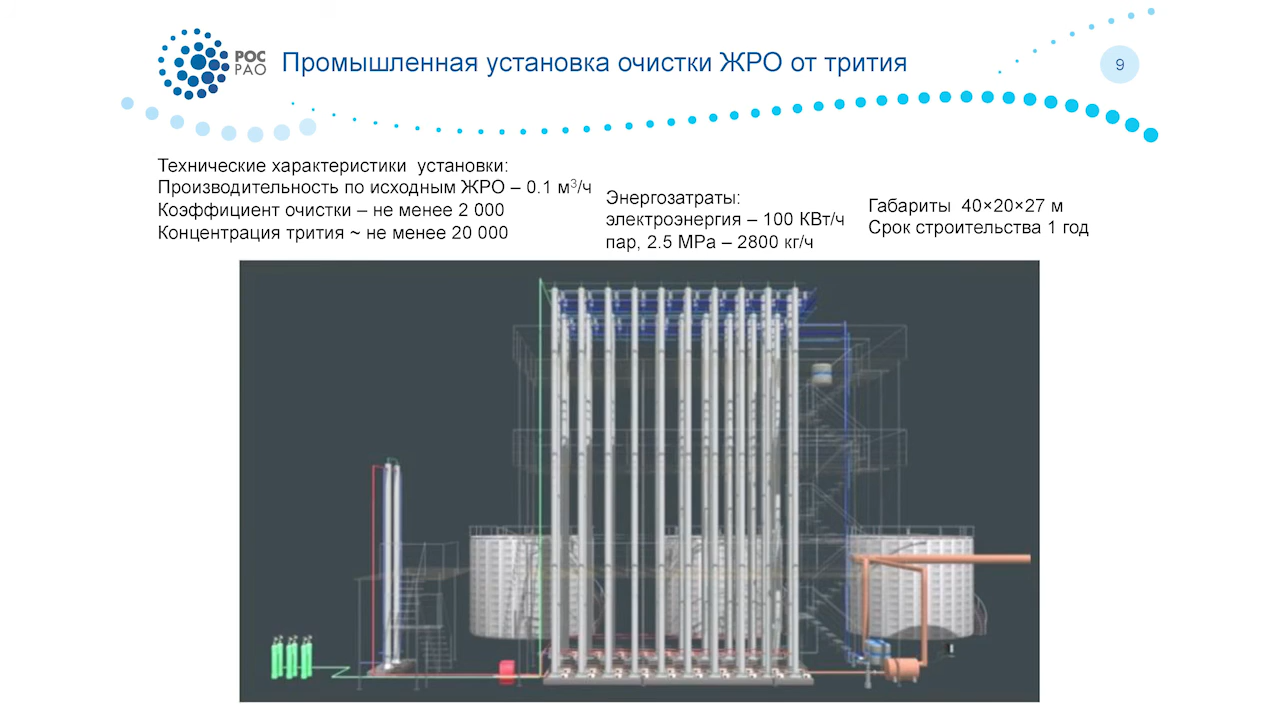 РОС
РАО
Промышленная установка очистки ЖРО от трития
9
Технические характеристики установки:
Производительность по исходным ЖРО – 0.1 м³/ч
Коэффициент очистки – не менее 2 000
Концентрация трития ~ не менее 20 000
Энергозатраты:
электроэнергия – 100 КВт/ч
пар, 2.5 МРа – 2800 кг/ч
Габариты 40×20×27 м
Срок строительства 1 год